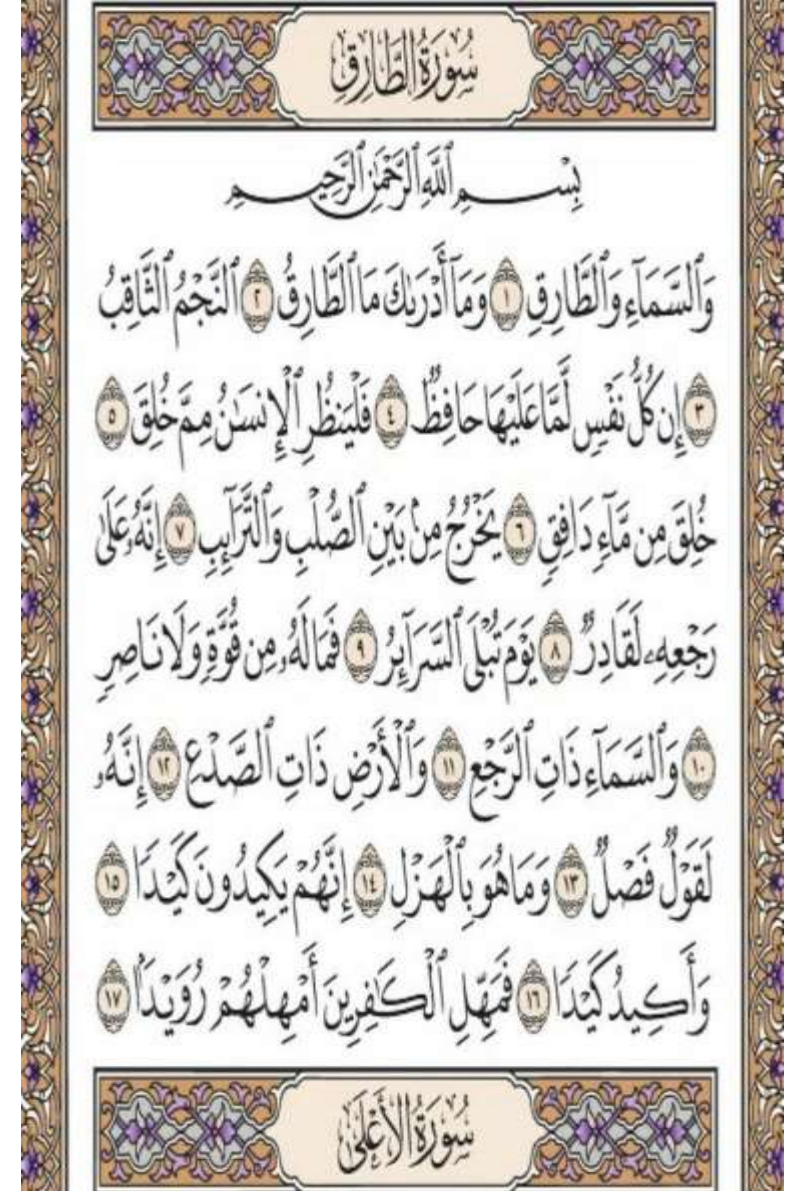 سُورَةُ الطَّارِقِ
بِسْمِ ٱللَّهِ ٱلرَّحْمَٰنِ ٱلرَّحِيمِ
وَٱلسَّمَآءِ وَٱلطَّارِقِ ١ وَمَآ أَدْرَىٰكَ مَا ٱلطَّارِقُ ٢ ٱلنَّجْمُ ٱلثَّاقِبُ
٣ إِن كُلُّ نَفْسٍ لَّمَّا عَلَيْهَا حَافِظٌ ٤ فَلْيَنظُرِ ٱلْإِنسَٰنُ مِمَّ خُلِقَ ٥
خُلِقَ مِن مَّآءٍ دَافِقٍ ٦ يَخْرُجُ مِنۢ بَيْنِ ٱلصُّلْبِ وَٱلتَّرَآئِبِ ٧ إِنَّهُۥ عَلَىٰ
رَجْعِهِۦ لَقَادِرٌ ٨ يَوْمَ تُبْلَى ٱلسَّرَآئِرُ ٩ فَمَا لَهُۥ مِن قُوَّةٍ وَلَا نَاصِرٍ
١٠ وَٱلسَّمَآءِ ذَاتِ ٱلرَّجْعِ ١١ وَٱلْأَرْضِ ذَاتِ ٱلصَّدْعِ ١٢ إِنَّهُۥ
لَقَوْلٌ فَصْلٌ ١٣ وَمَا هُوَ بِٱلْهَزْلِ ١٤ إِنَّهُمْ يَكِيدُونَ كَيْدًا ١٥
وَأَكِيدُ كَيْدًا ١٦ فَمَهِّلِ ٱلْكَٰفِرِينَ أَمْهِلْهُمْ رُوَيْدًۢا ١٧
سُورَةُ الأَعْلَىٰ